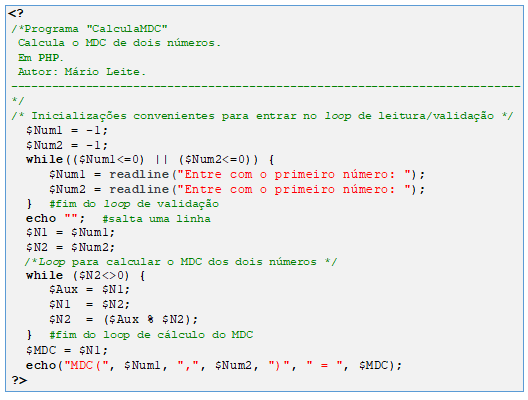 <?
/*Programa "CalculaMDC"
Calcula o MDC de dois números.
Em PHP.
Autor: Mário Leite.
-------------------------------------------------------------------------
*/
/* Inicializações convenientes para entrar no loop de leitura/validação */
$Num1 = -1;
$Num2 = -1;
while(($Num1<=0) || ($Num2<=0)) {
$Num1 = readline("Entre com o primeiro número: ");
$Num2 = readline("Entre com o primeiro número: ");
} #fim do loop de validação
echo ""; #salta uma linha
$N1 = $Num1;
$N2 = $Num2;
/*Loop para calcular o MDC dos dois números */
while ($N2<>0) {
$Aux = $N1;
$N1 = $N2;
$N2 = ($Aux % $N2);
} #fim do loop de cálculo do MDC
$MDC = $N1;
echo("MDC(", $Num1, ",", $Num2, ")", " = ", $MDC);
?>